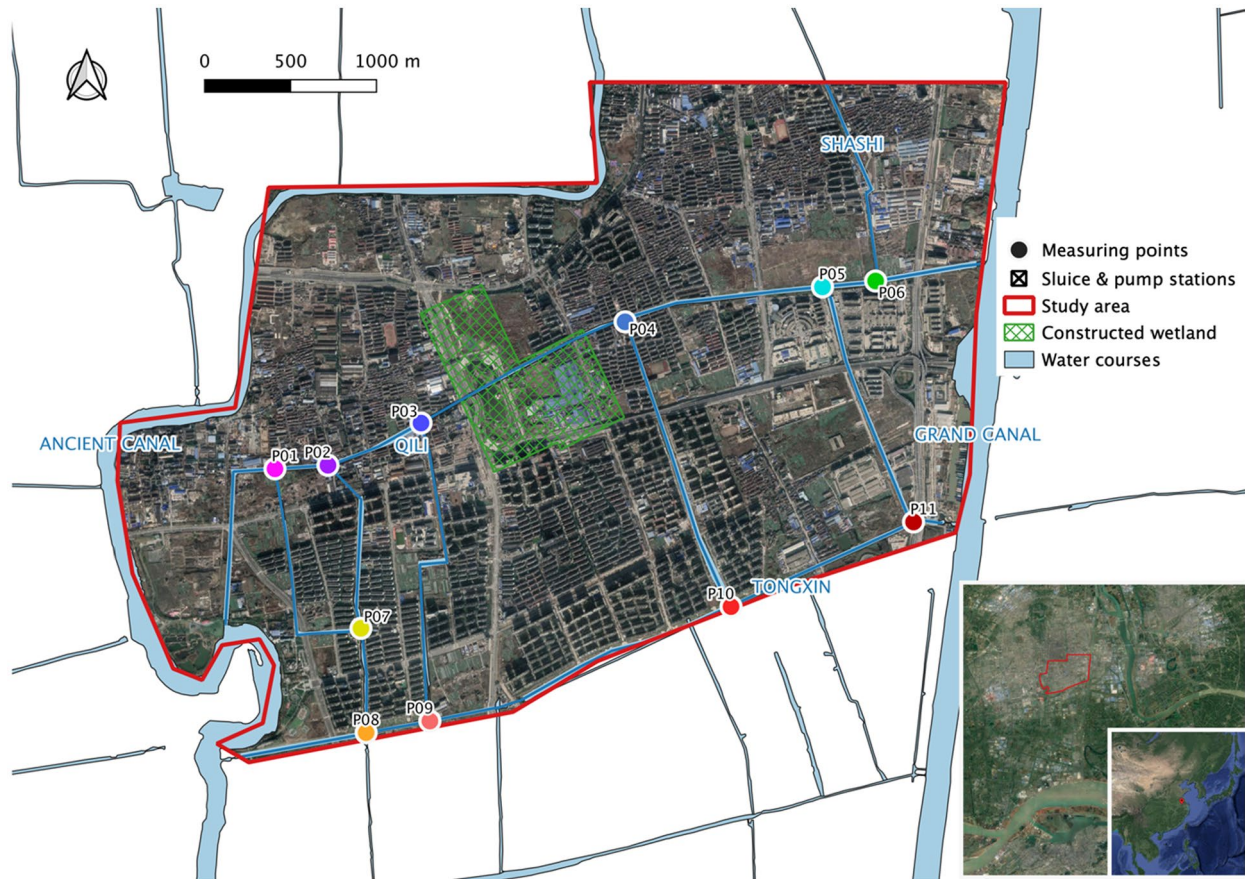 0 500 1000 m
SHASHI
Measuring points
Sluice & pump stations
Study area
Constructed wetland
Water courses
P05
P06
P04
P03
ANCIENT CANAL
QILI
GRAND CANAL
P01
P02
P11
P10
TONGXIN
P07
P08
P09